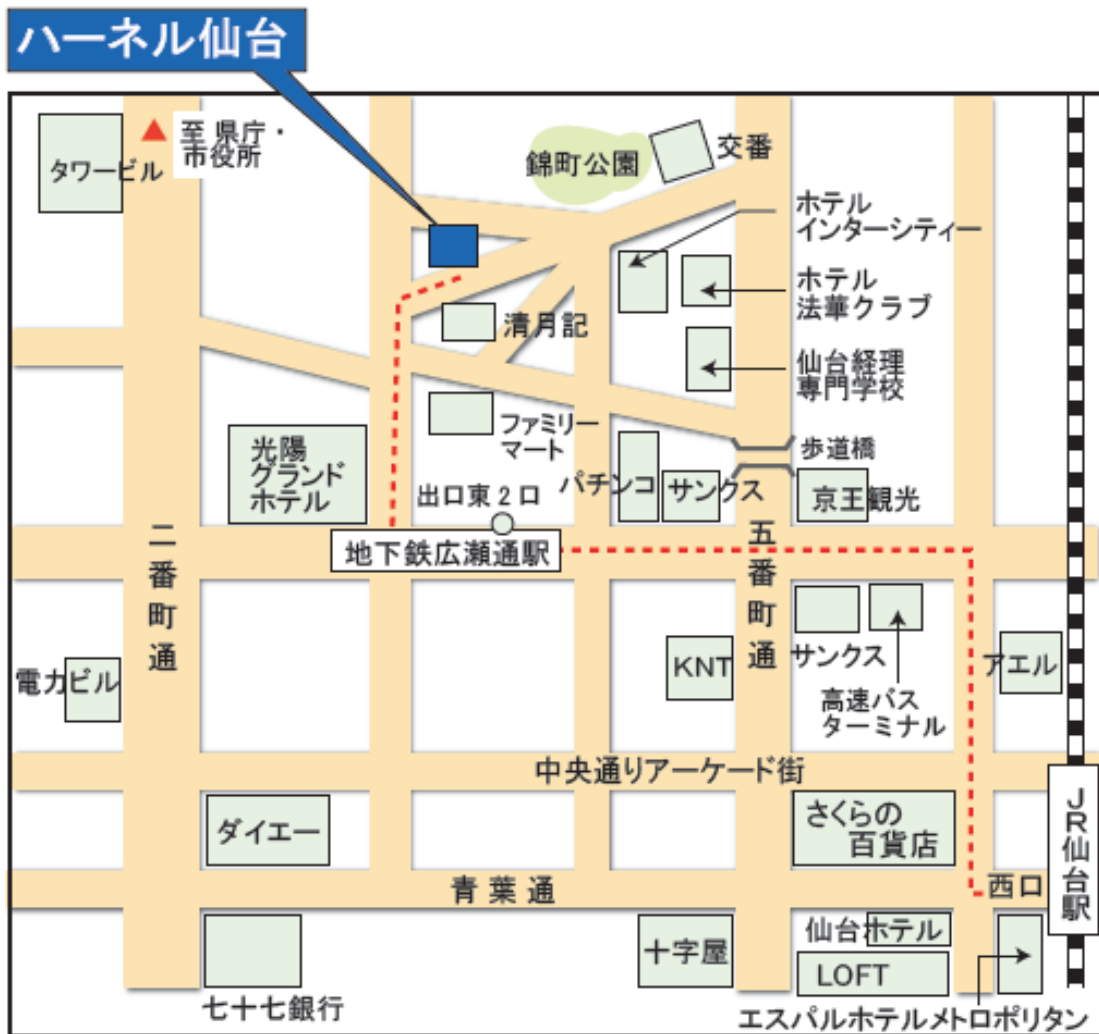 ハーネル仙台
至 県庁・
市役所
タワービル
錦町公園
交番
ホテル
インターシティー
ホテル
法華クラブ
清月記
仙台経理
専門学校
ファミリー
マート
歩道橋
光陽
グランド
ホテル
出口東2口
パチンコ
サンクス
京王観光
地下鉄広瀬通駅
二番町通
五番町通
電力ビル
KNT
サンクス
アエル
高速バス
ターミナル
中央通りアーケード街
ダイエー
さくらの
百貨店
JR仙台駅
青葉通
西口
七十七銀行
十字屋
仙台ホテル
LOFT
エスパルホテルメトロポリタン